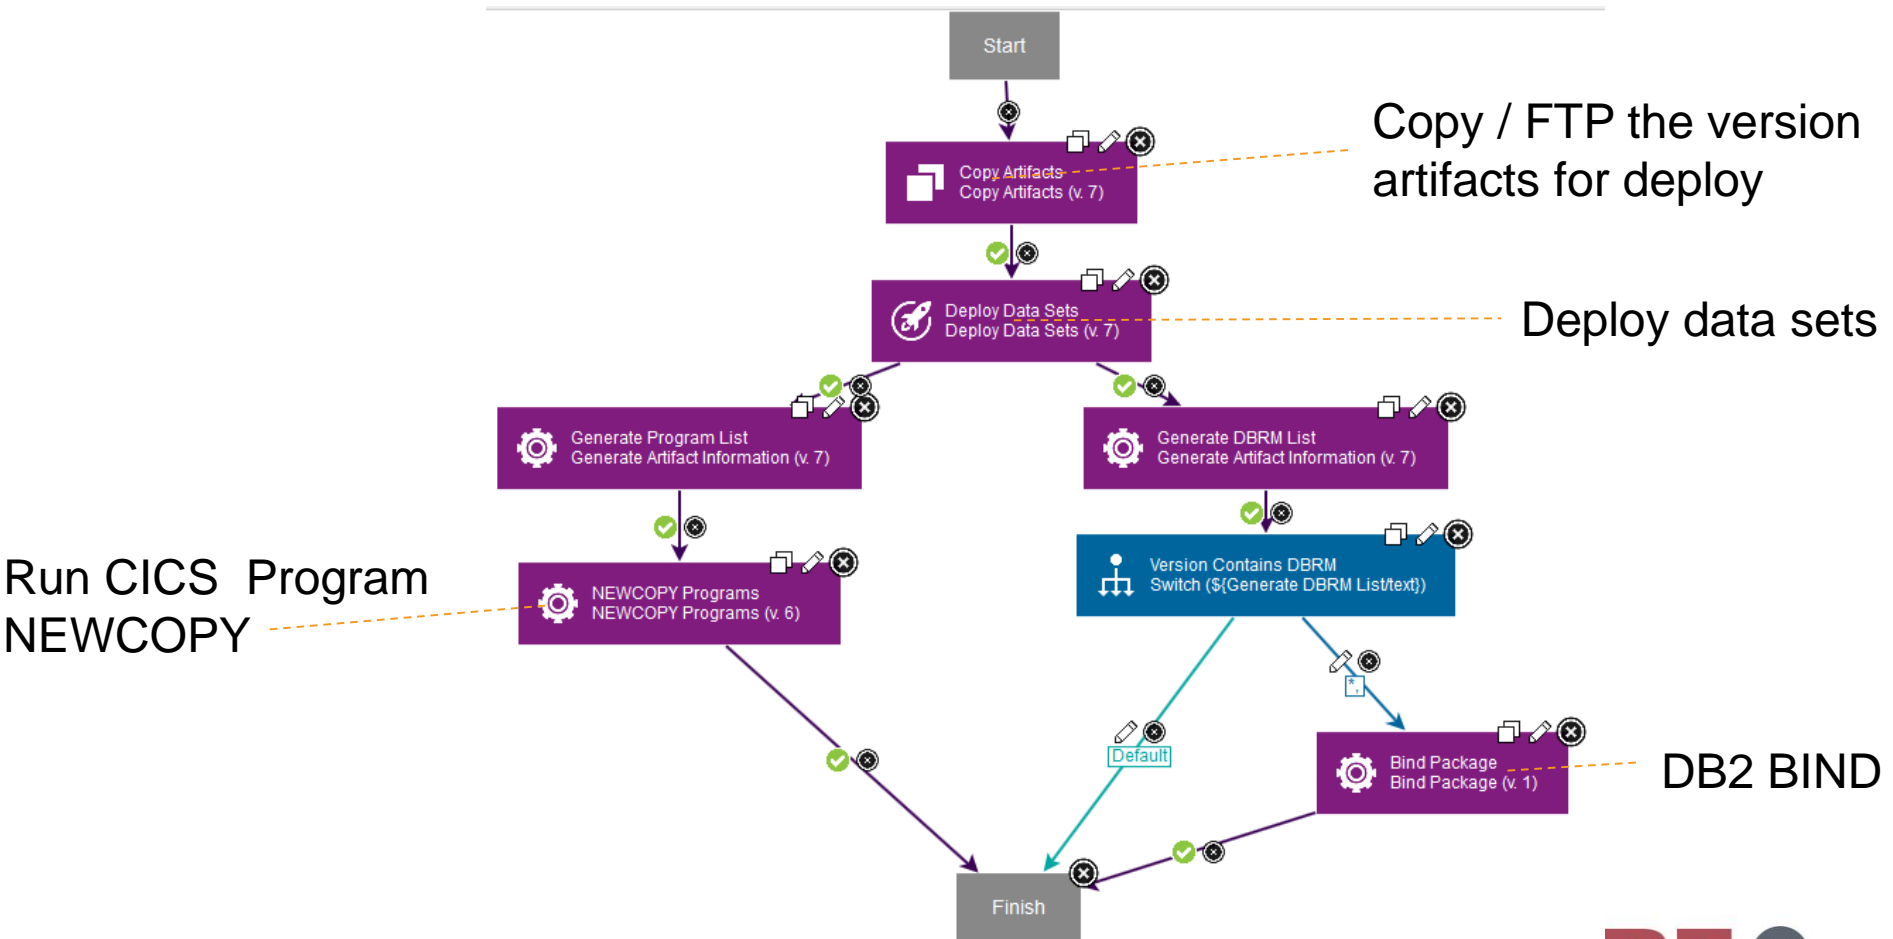 Start
Copy / FTP the version
artifacts for deploy
Copy Artifacts
Copy Artifacts (v. 7)
Deploy Data Sets
Deploy Data Sets (v. 7)
Deploy data sets
Generate Program List
Generate Artifact Information (v. 7)
Generate DBRM List
Generate Artifact Information (v. 7)
Run CICS  Program
NEWCOPY
NEWCOPY Programs
NEWCOPY Programs (v. 6)
Version Contains DBRM
Switch (${Generate DBRM List/text})
*,
Default
Bind Package
Bind Package (v. 1)
DB2 BIND
Finish